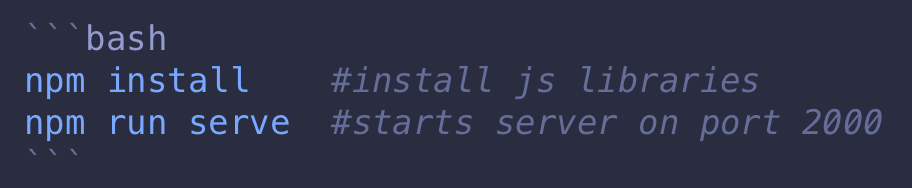 ```bash
npm install    #install js libraries
npm run serve  #starts server on port 2000
```